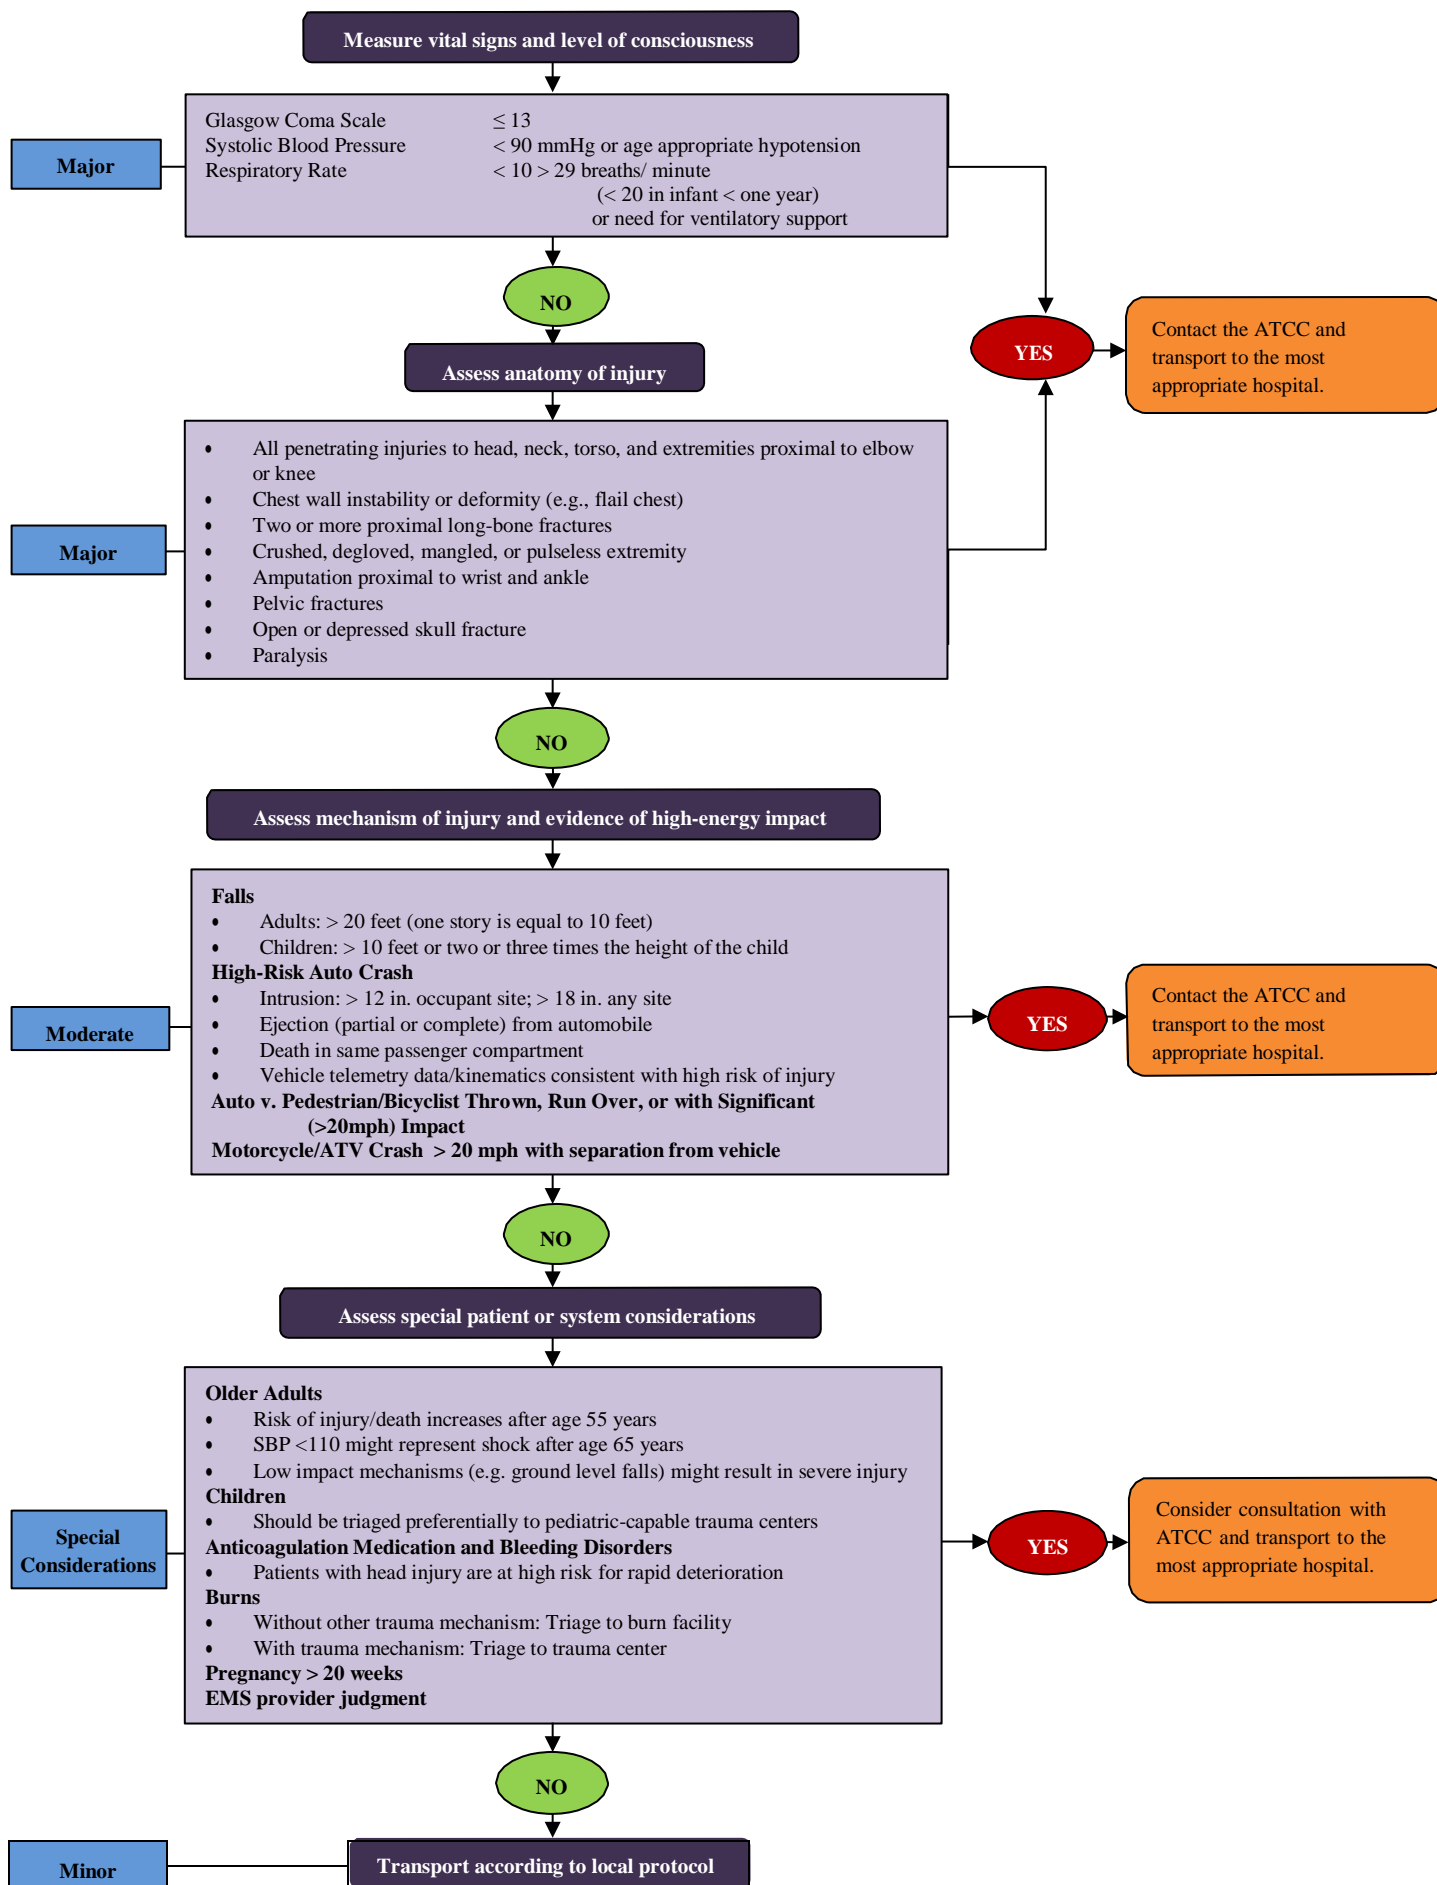 Measure vital signs and level of consciousness
Major
Glasgow Coma Scale ≤ 13
Systolic Blood Pressure < 90 mmHg or age appropriate hypotension
Respiratory Rate < 10 > 29 breaths/ minute
(< 20 in infant < one year)
or need for ventilatory support
NO
YES
Contact the ATCC and
transport to the most
appropriate hospital.
Assess anatomy of injury
Major
• All penetrating injuries to head, neck, torso, and extremities proximal to elbow
or knee
• Chest wall instability or deformity (e.g., flail chest)
• Two or more proximal long-bone fractures
• Crushed, degloved, mangled, or pulseless extremity
• Amputation proximal to wrist and ankle
• Pelvic fractures
• Open or depressed skull fracture
• Paralysis
NO
Assess mechanism of injury and evidence of high-energy impact
Moderate
Falls
• Adults: > 20 feet (one story is equal to 10 feet)
• Children: > 10 feet or two or three times the height of the child
High-Risk Auto Crash
• Intrusion: > 12 in. occupant site; > 18 in. any site
• Ejection (partial or complete) from automobile
• Death in same passenger compartment
• Vehicle telemetry data/kinematics consistent with high risk of injury
Auto v. Pedestrian/Bicyclist Thrown, Run Over, or with Significant
(>20mph) Impact
Motorcycle/ATV Crash > 20 mph with separation from vehicle
YES
Contact the ATCC and
transport to the most
appropriate hospital.
NO
Assess special patient or system considerations
Special
Considerations
Older Adults
• Risk of injury/death increases after age 55 years
• SBP <110 might represent shock after age 65 years
• Low impact mechanisms (e.g. ground level falls) might result in severe injury
Children
• Should be triaged preferentially to pediatric-capable trauma centers
Anticoagulation Medication and Bleeding Disorders
• Patients with head injury are at high risk for rapid deterioration
Burns
• Without other trauma mechanism: Triage to burn facility
• With trauma mechanism: Triage to trauma center
Pregnancy > 20 weeks
EMS provider judgment
YES
Consider consultation with
ATCC and transport to the
most appropriate hospital.
NO
Minor
Transport according to local protocol